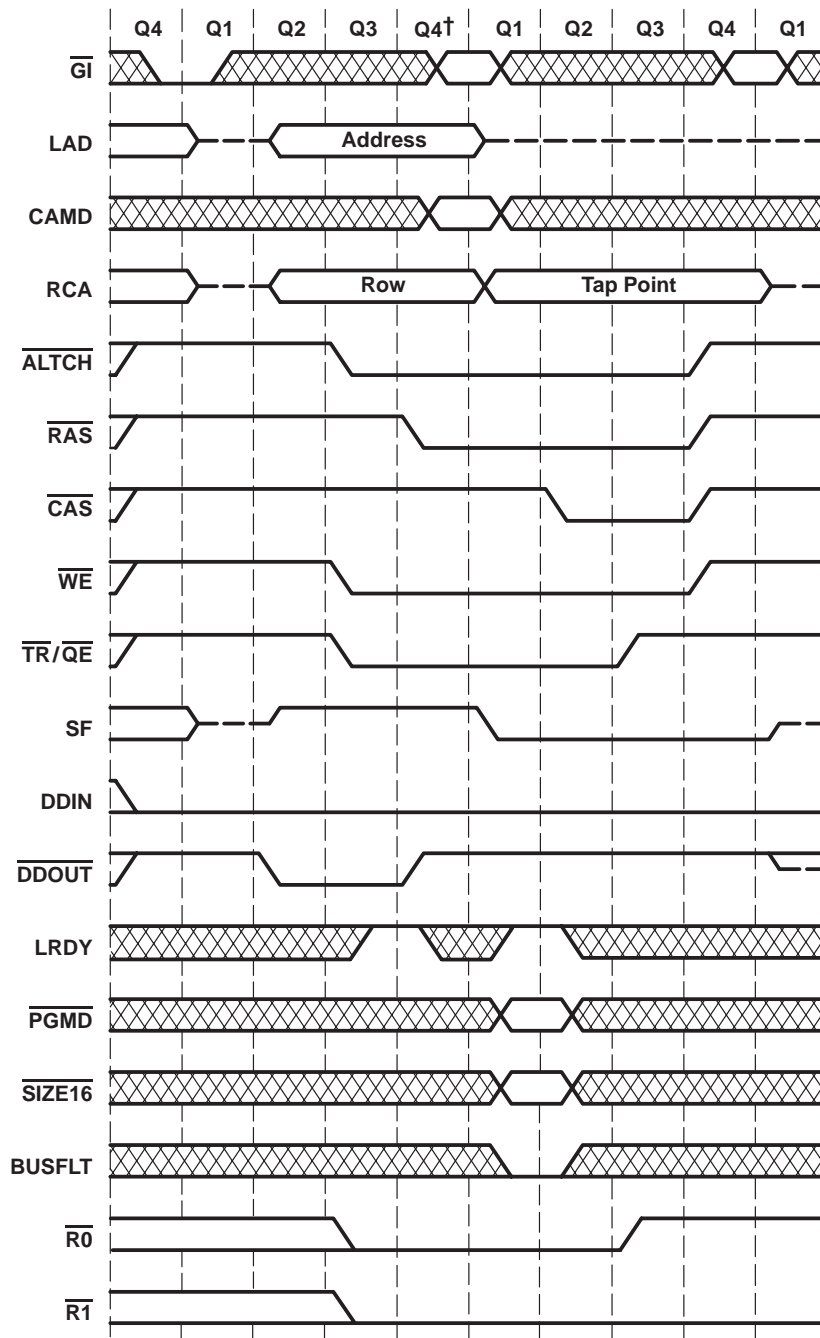 Q4 Q1 Q2 Q3 Q4† Q1 Q2 Q3 Q4 Q1
GI
LAD Address
CAMD
RCA Row Tap Point
ALTCH
RAS
CAS
WE
TR/QE
SF
DDIN
DDOUT
LRDY
PGMD
SIZE16
BUSFLT
R0
R1